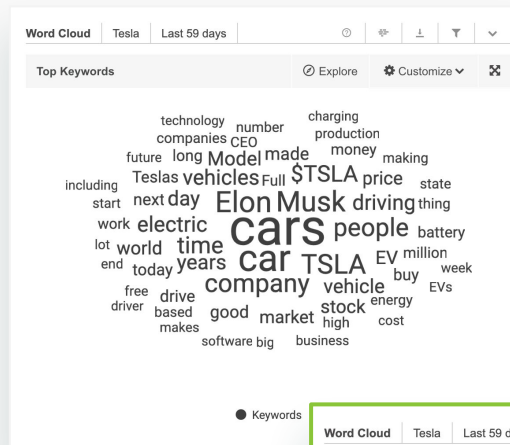 Word Cloud Tesla Last 59 days
Top Keywords Explore Customize
technology number charging
companies CEO production
future long Model made money making
including Teslas vehicles Full $TSLA price state
start next day Elon Musk driving thing
work electric cars people battery
lot world time car TSLA EV million
end today years company vehicle buy week
free drive stock energy EVs
driver based good market high cost
makes
software big business
Keywords
Word Cloud Tesla Last 59 d